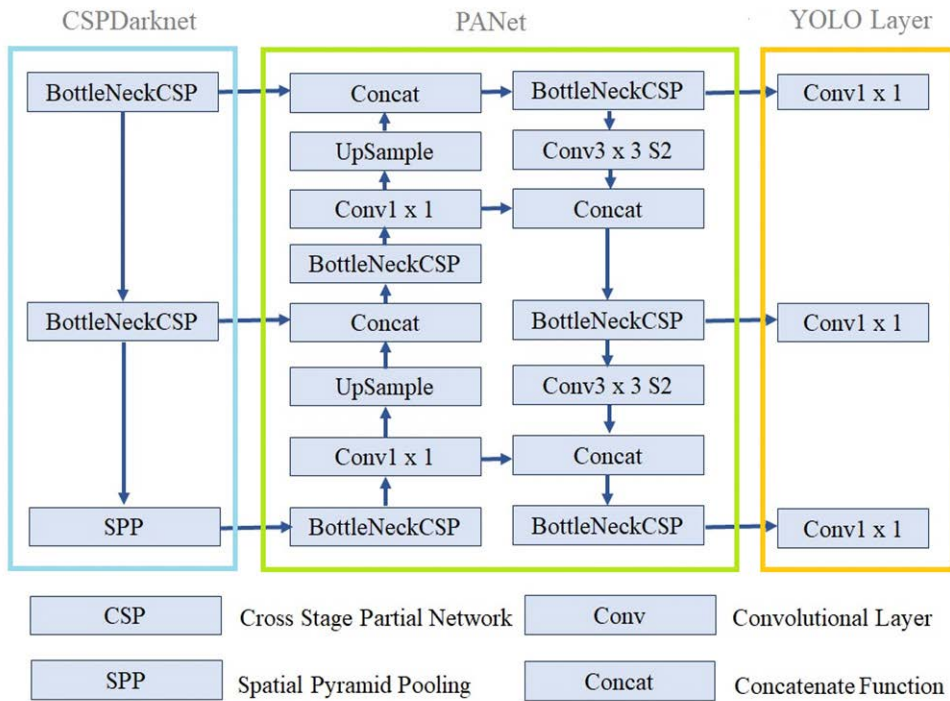 CSPDarknet
PANet
YOLO Layer
BottleNeckCSP
Concat
BottleNeckCSP
Conv1 x 1
UpSample
Conv3 x 3 S2
Conv1 x 1
Concat
BottleNeckCSP
BottleNeckCSP
Concat
BottleNeckCSP
Conv1 x 1
UpSample
Conv3 x 3 S2
Conv1 x 1
Concat
SPP
BottleNeckCSP
BottleNeckCSP
Conv1 x 1
CSP
Cross Stage Partial Network
Conv
Convolutional Layer
SPP
Spatial Pyramid Pooling
Concat
Concatenate Function